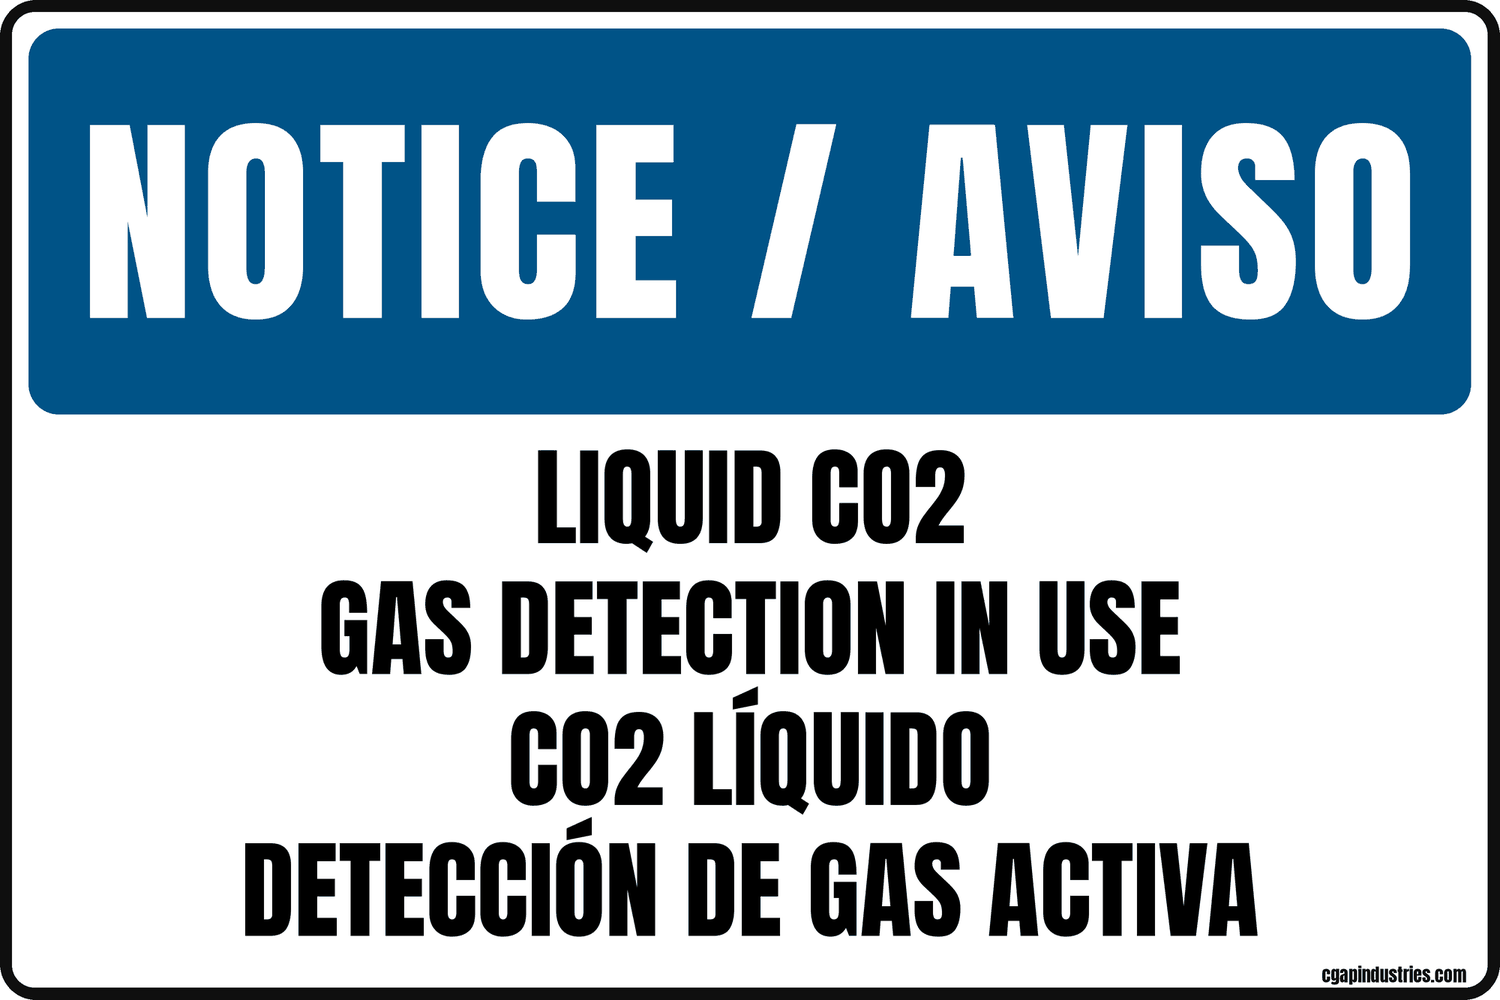 NOTICE / AVISO
LIQUID CO2
GAS DETECTION IN USE
CO2 LÍQUIDO
DETECCIÓN DE GAS ACTIVA
cgapindustries.com